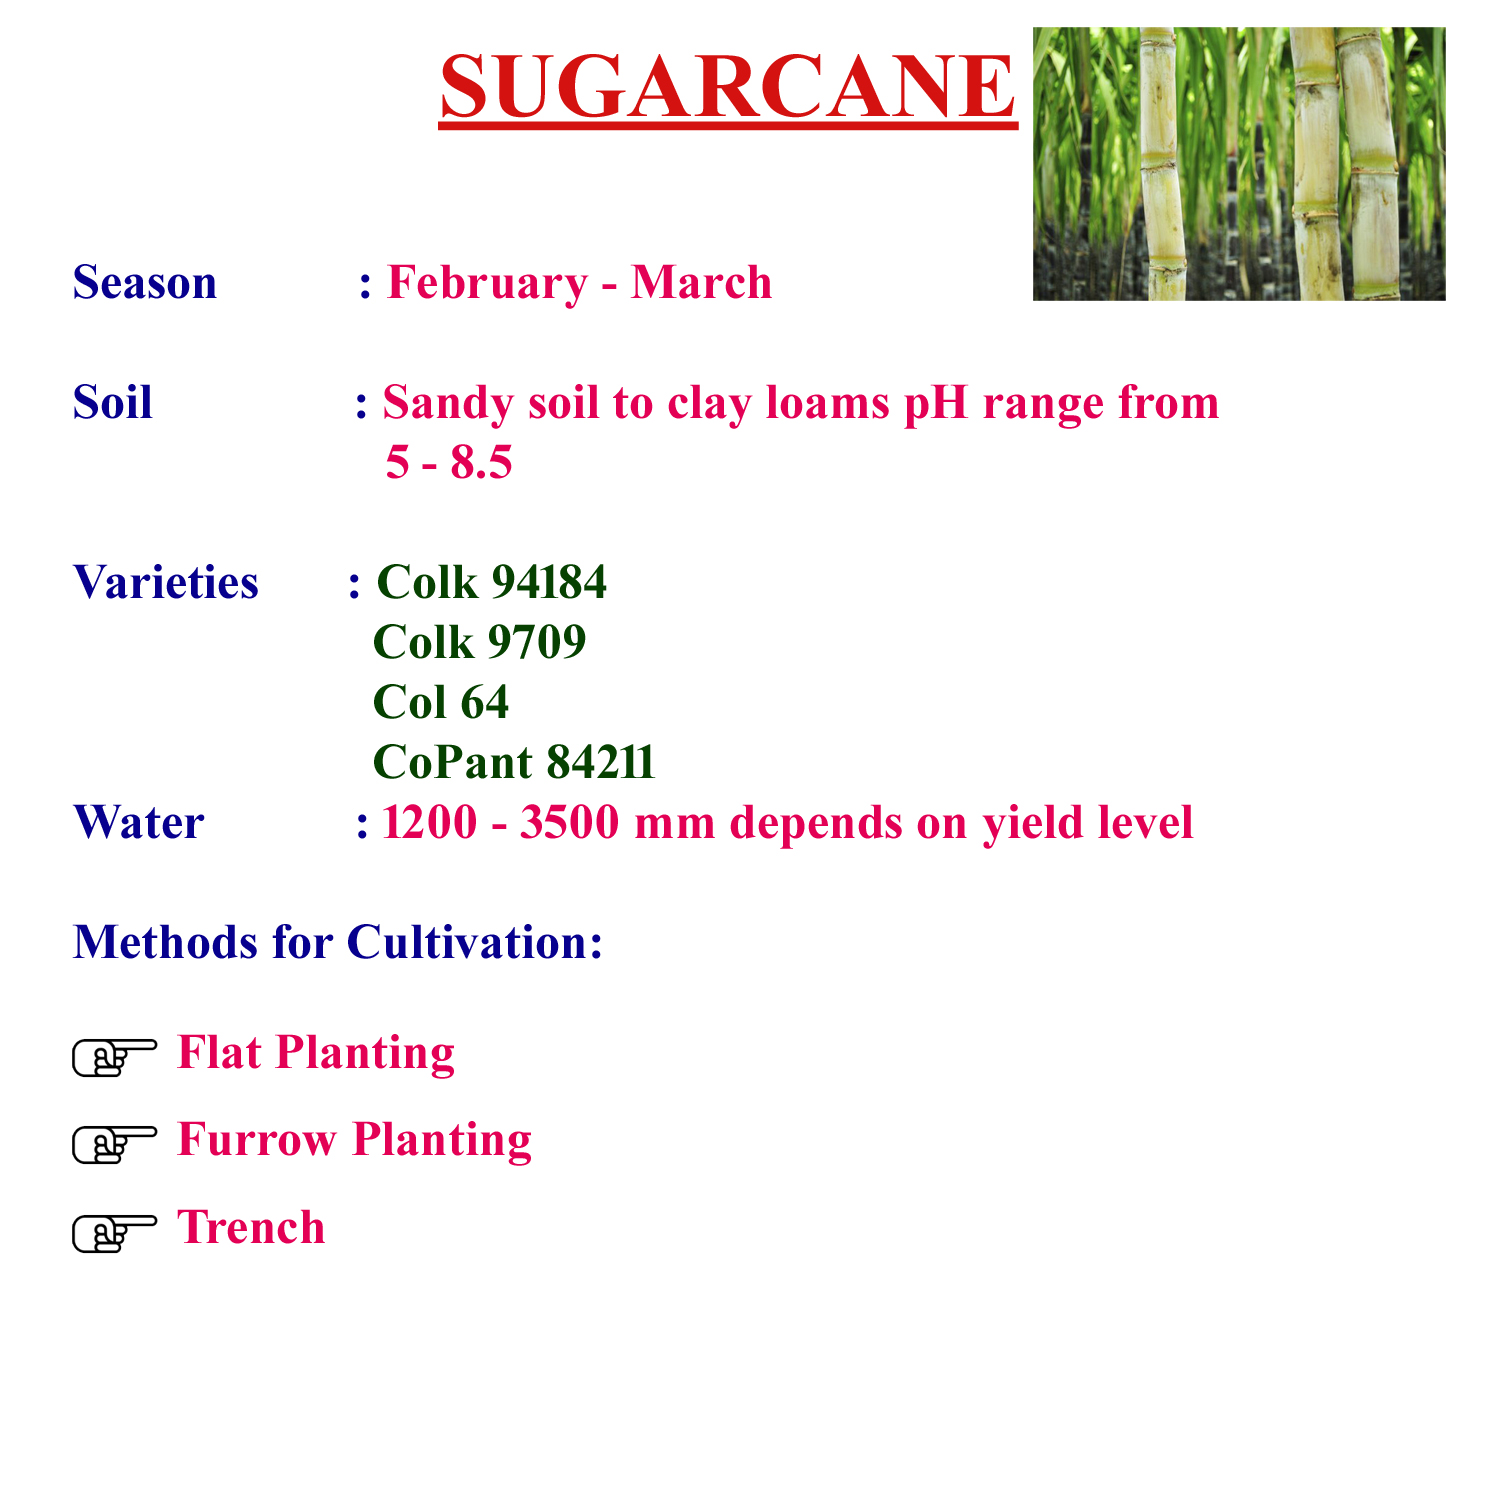 SUGARCANE
Season : February - March
Soil : Sandy soil to clay loams pH range from
5 - 8.5
Varieties : Colk 94184
Colk 9709
Col 64
CoPant 84211
Water : 1200 - 3500 mm depends on yield level
Methods for Cultivation:
Flat Planting
Furrow Planting
Trench